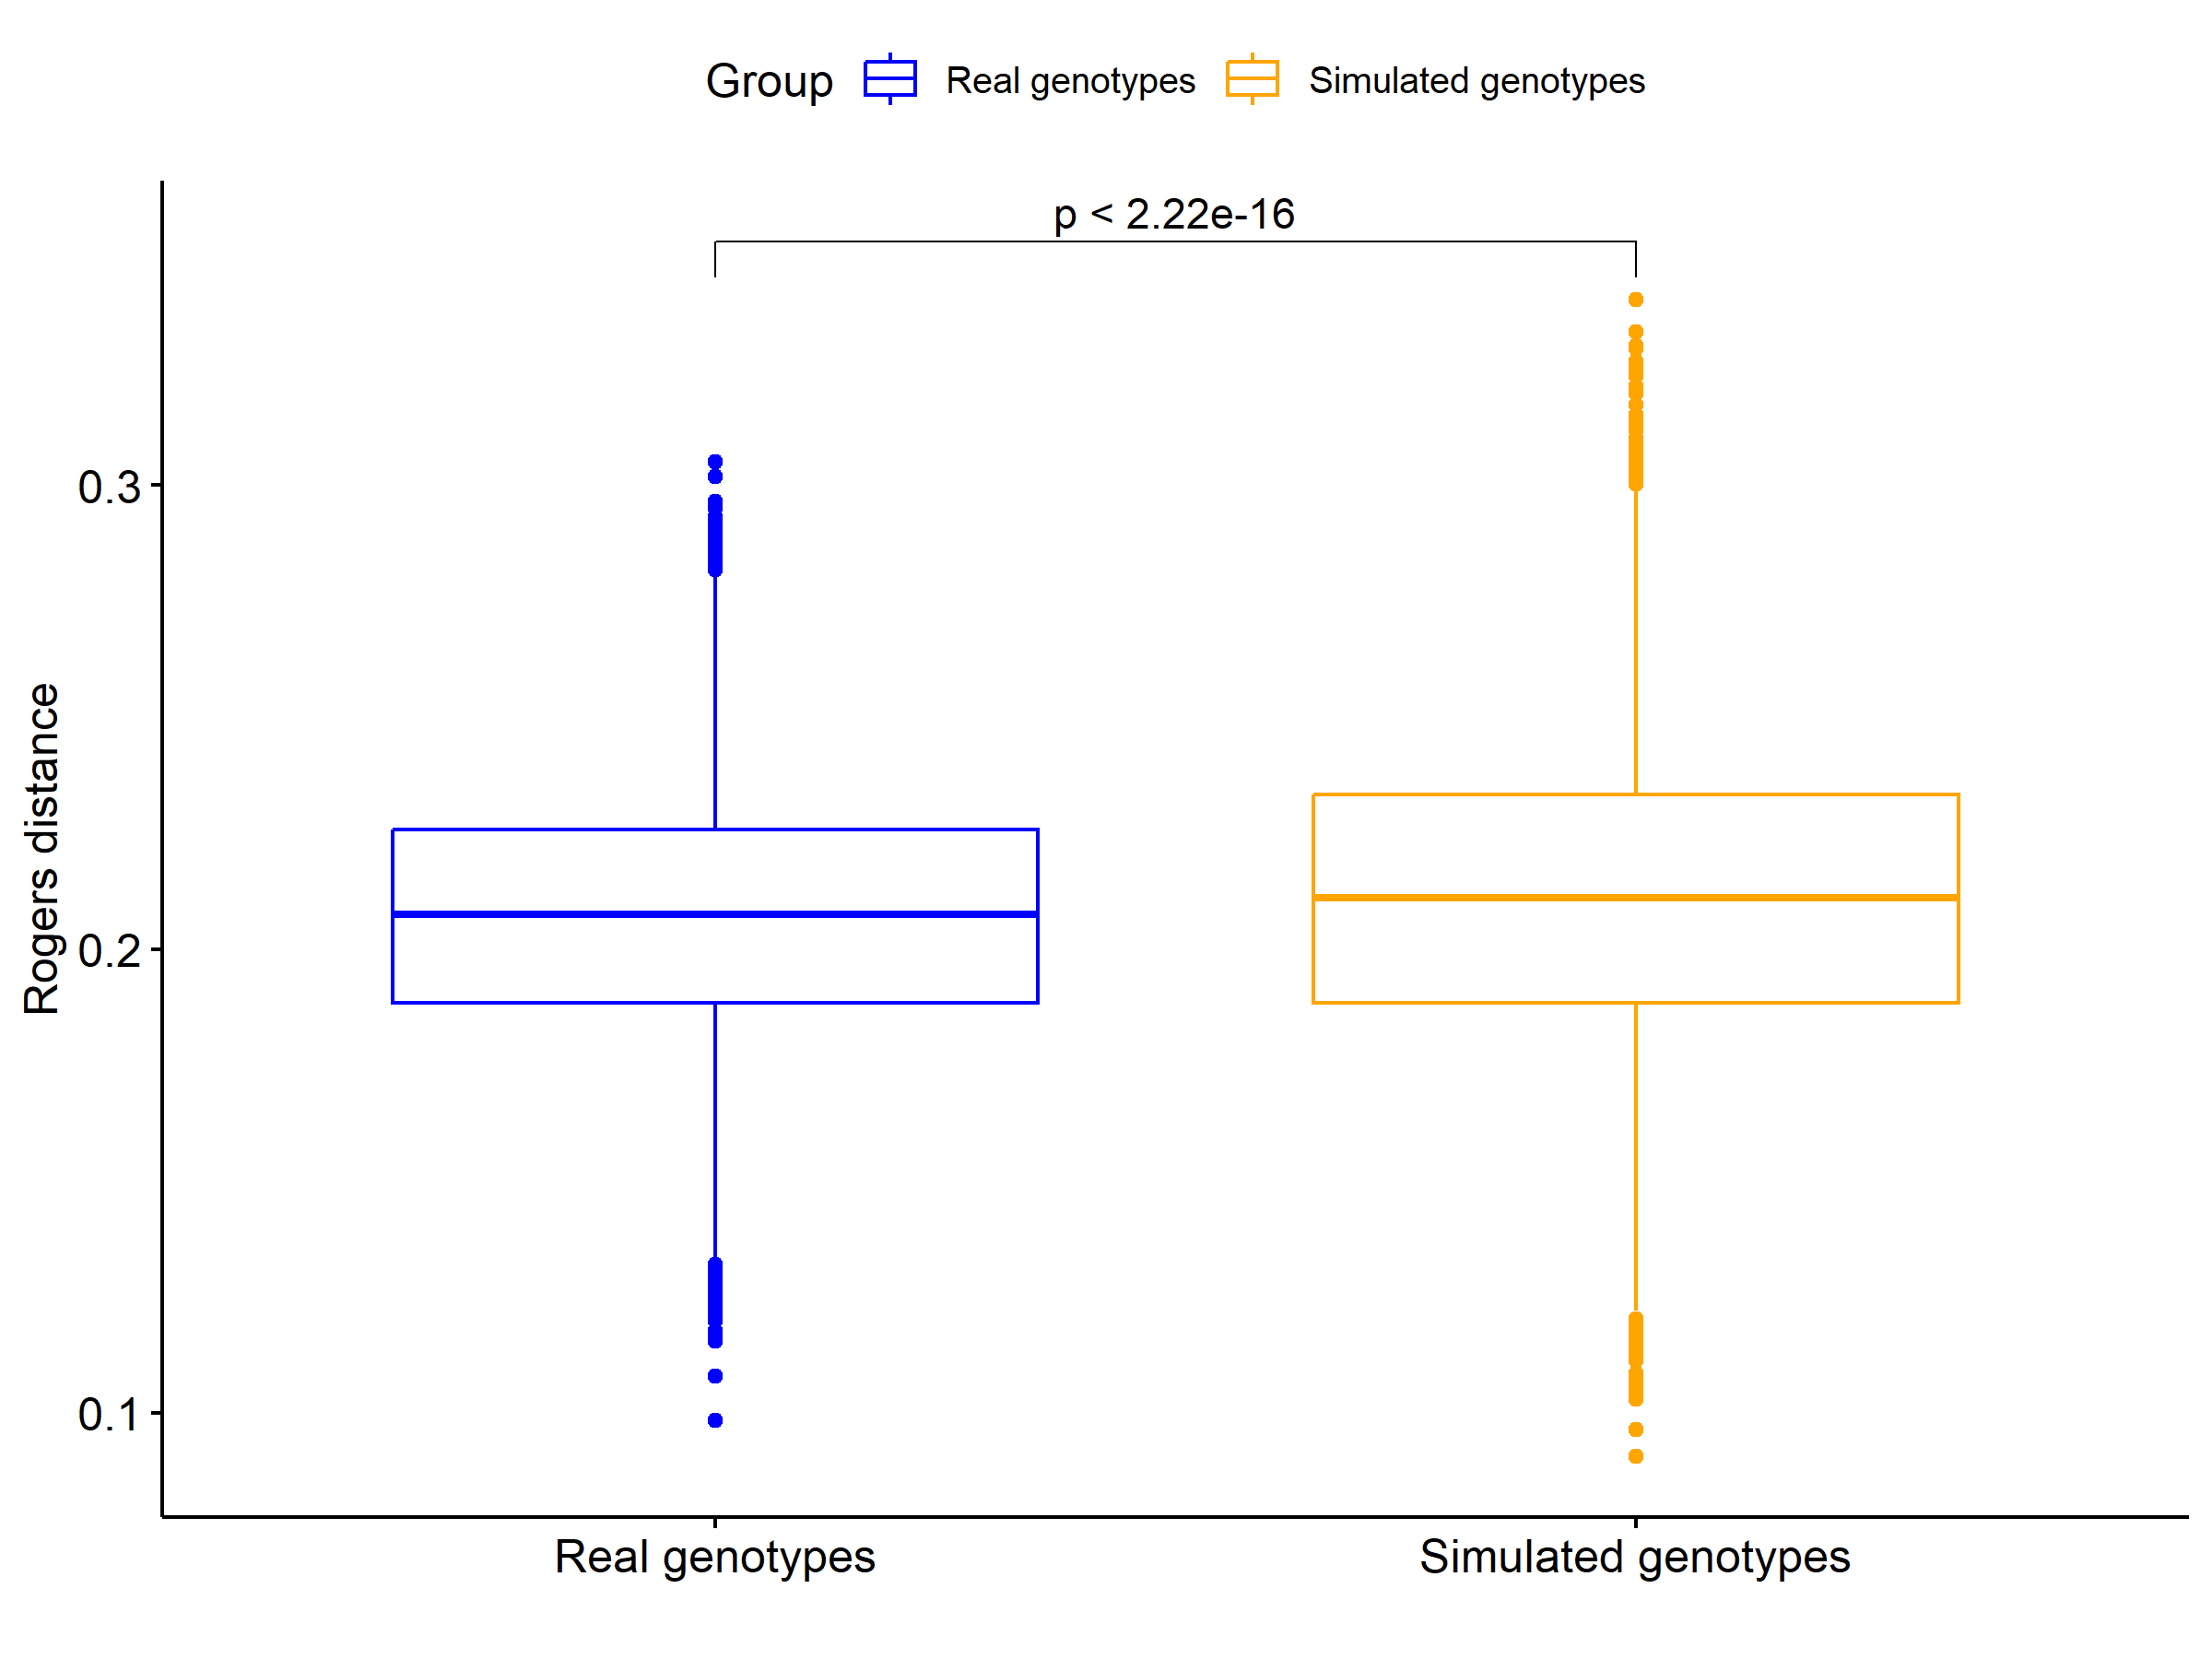 Group Real genotypes Simulated genotypes
p < 2.22e-16
0.3
0.2
0.1
Rogers distance
Real genotypes Simulated genotypes